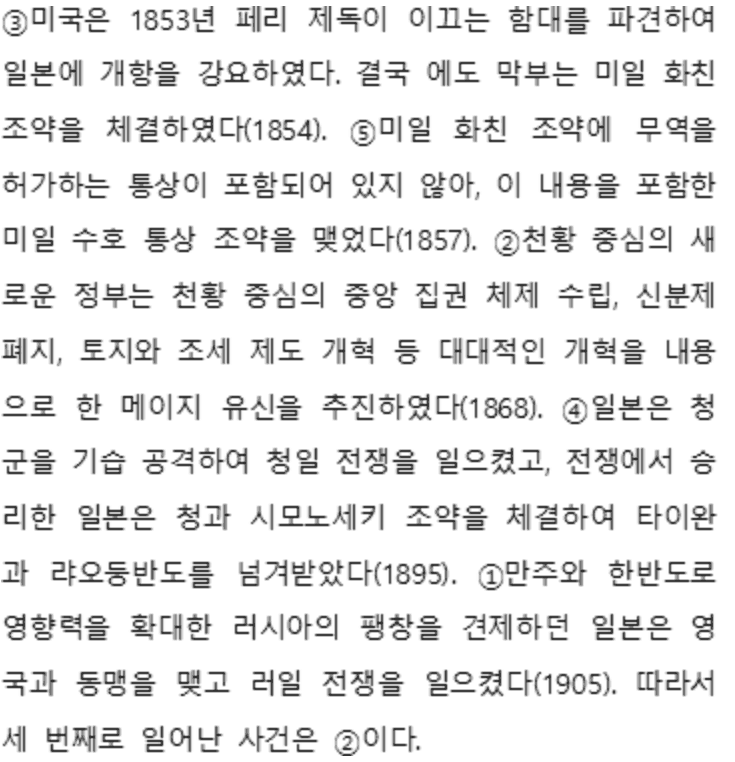 ③미국은 1853년 페리 제독이 이끄는 함대를 파견하여
일본에 개항을 강요하였다. 결국 에도 막부는 미일 화친
조약을 체결하였다(1854). ⑤미일 화친 조약에 무역을
허가하는 통상이 포함되어 있지 않아, 이 내용을 포함한
미일 수호 통상 조약을 맺었다(1857). ②천황 중심의 새
로운 정부는 천황 중심의 중앙 집권 체제 수립, 신분제
폐지, 토지와 조세 제도 개혁 등 대대적인 개혁을 내용
으로 한 메이지 유신을 추진하였다(1868). ④일본은 청
군을 기습 공격하여 청일 전쟁을 일으켰고, 전쟁에서 승
리한 일본은 청과 시모노세키 조약을 체결하여 타이완
과 랴오둥반도를 넘겨받았다(1895). ①만주와 한반도로
영향력을 확대한 러시아의 팽창을 견제하던 일본은 영
국과 동맹을 맺고 러일 전쟁을 일으켰다(1905). 따라서
세 번째로 일어난 사건은 ②이다.